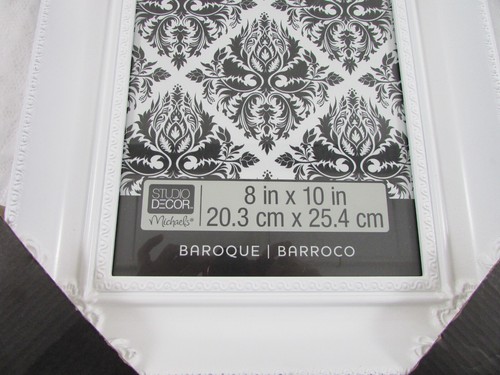 STUDIO
DECOR
Michaels®
8 in x 10 in
20.3 cm x 25.4 cm
BAROQUE | BARROCO